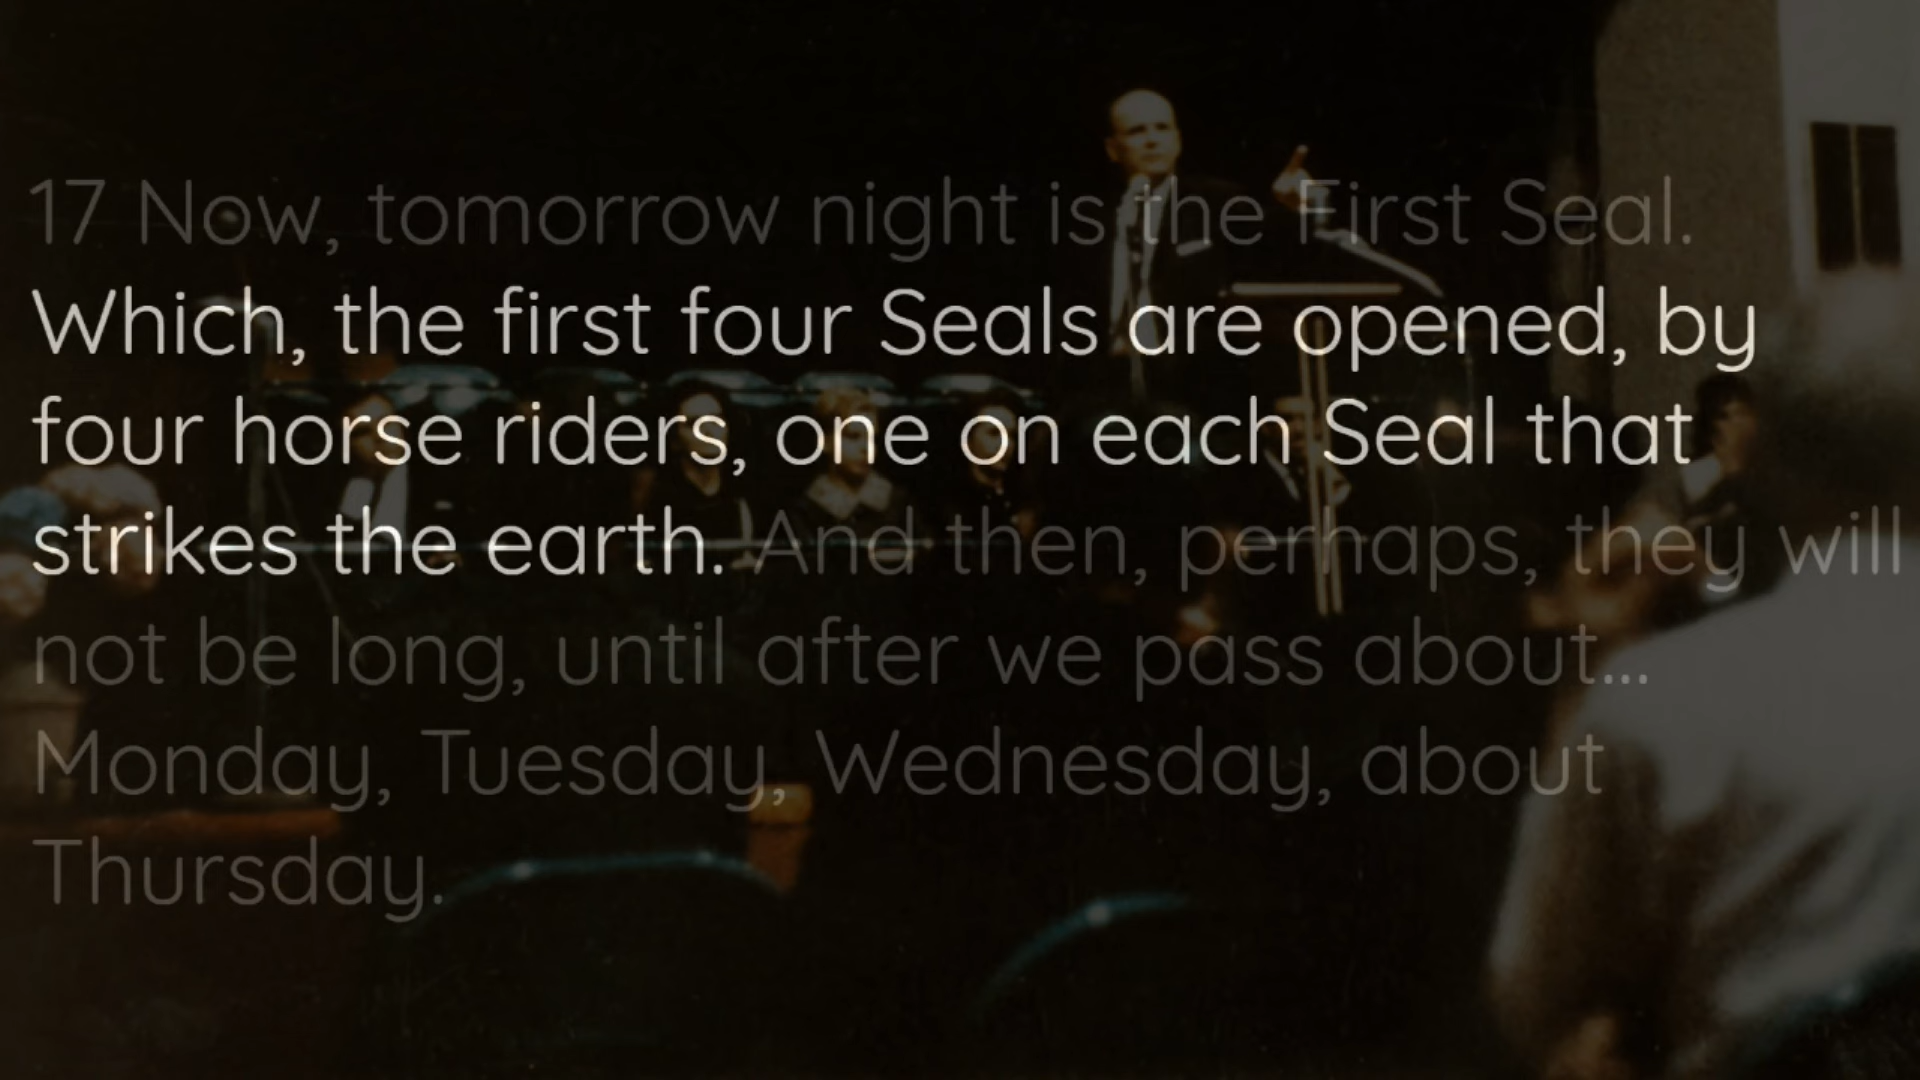 17 Now, tomorrow night is the First Seal.
Which, the first four Seals are opened, by
four horse riders, one on each Seal that
strikes the earth. And then, perhaps, they will
not be long, until after we pass about...
Monday, Tuesday, Wednesday, about
Thursday.